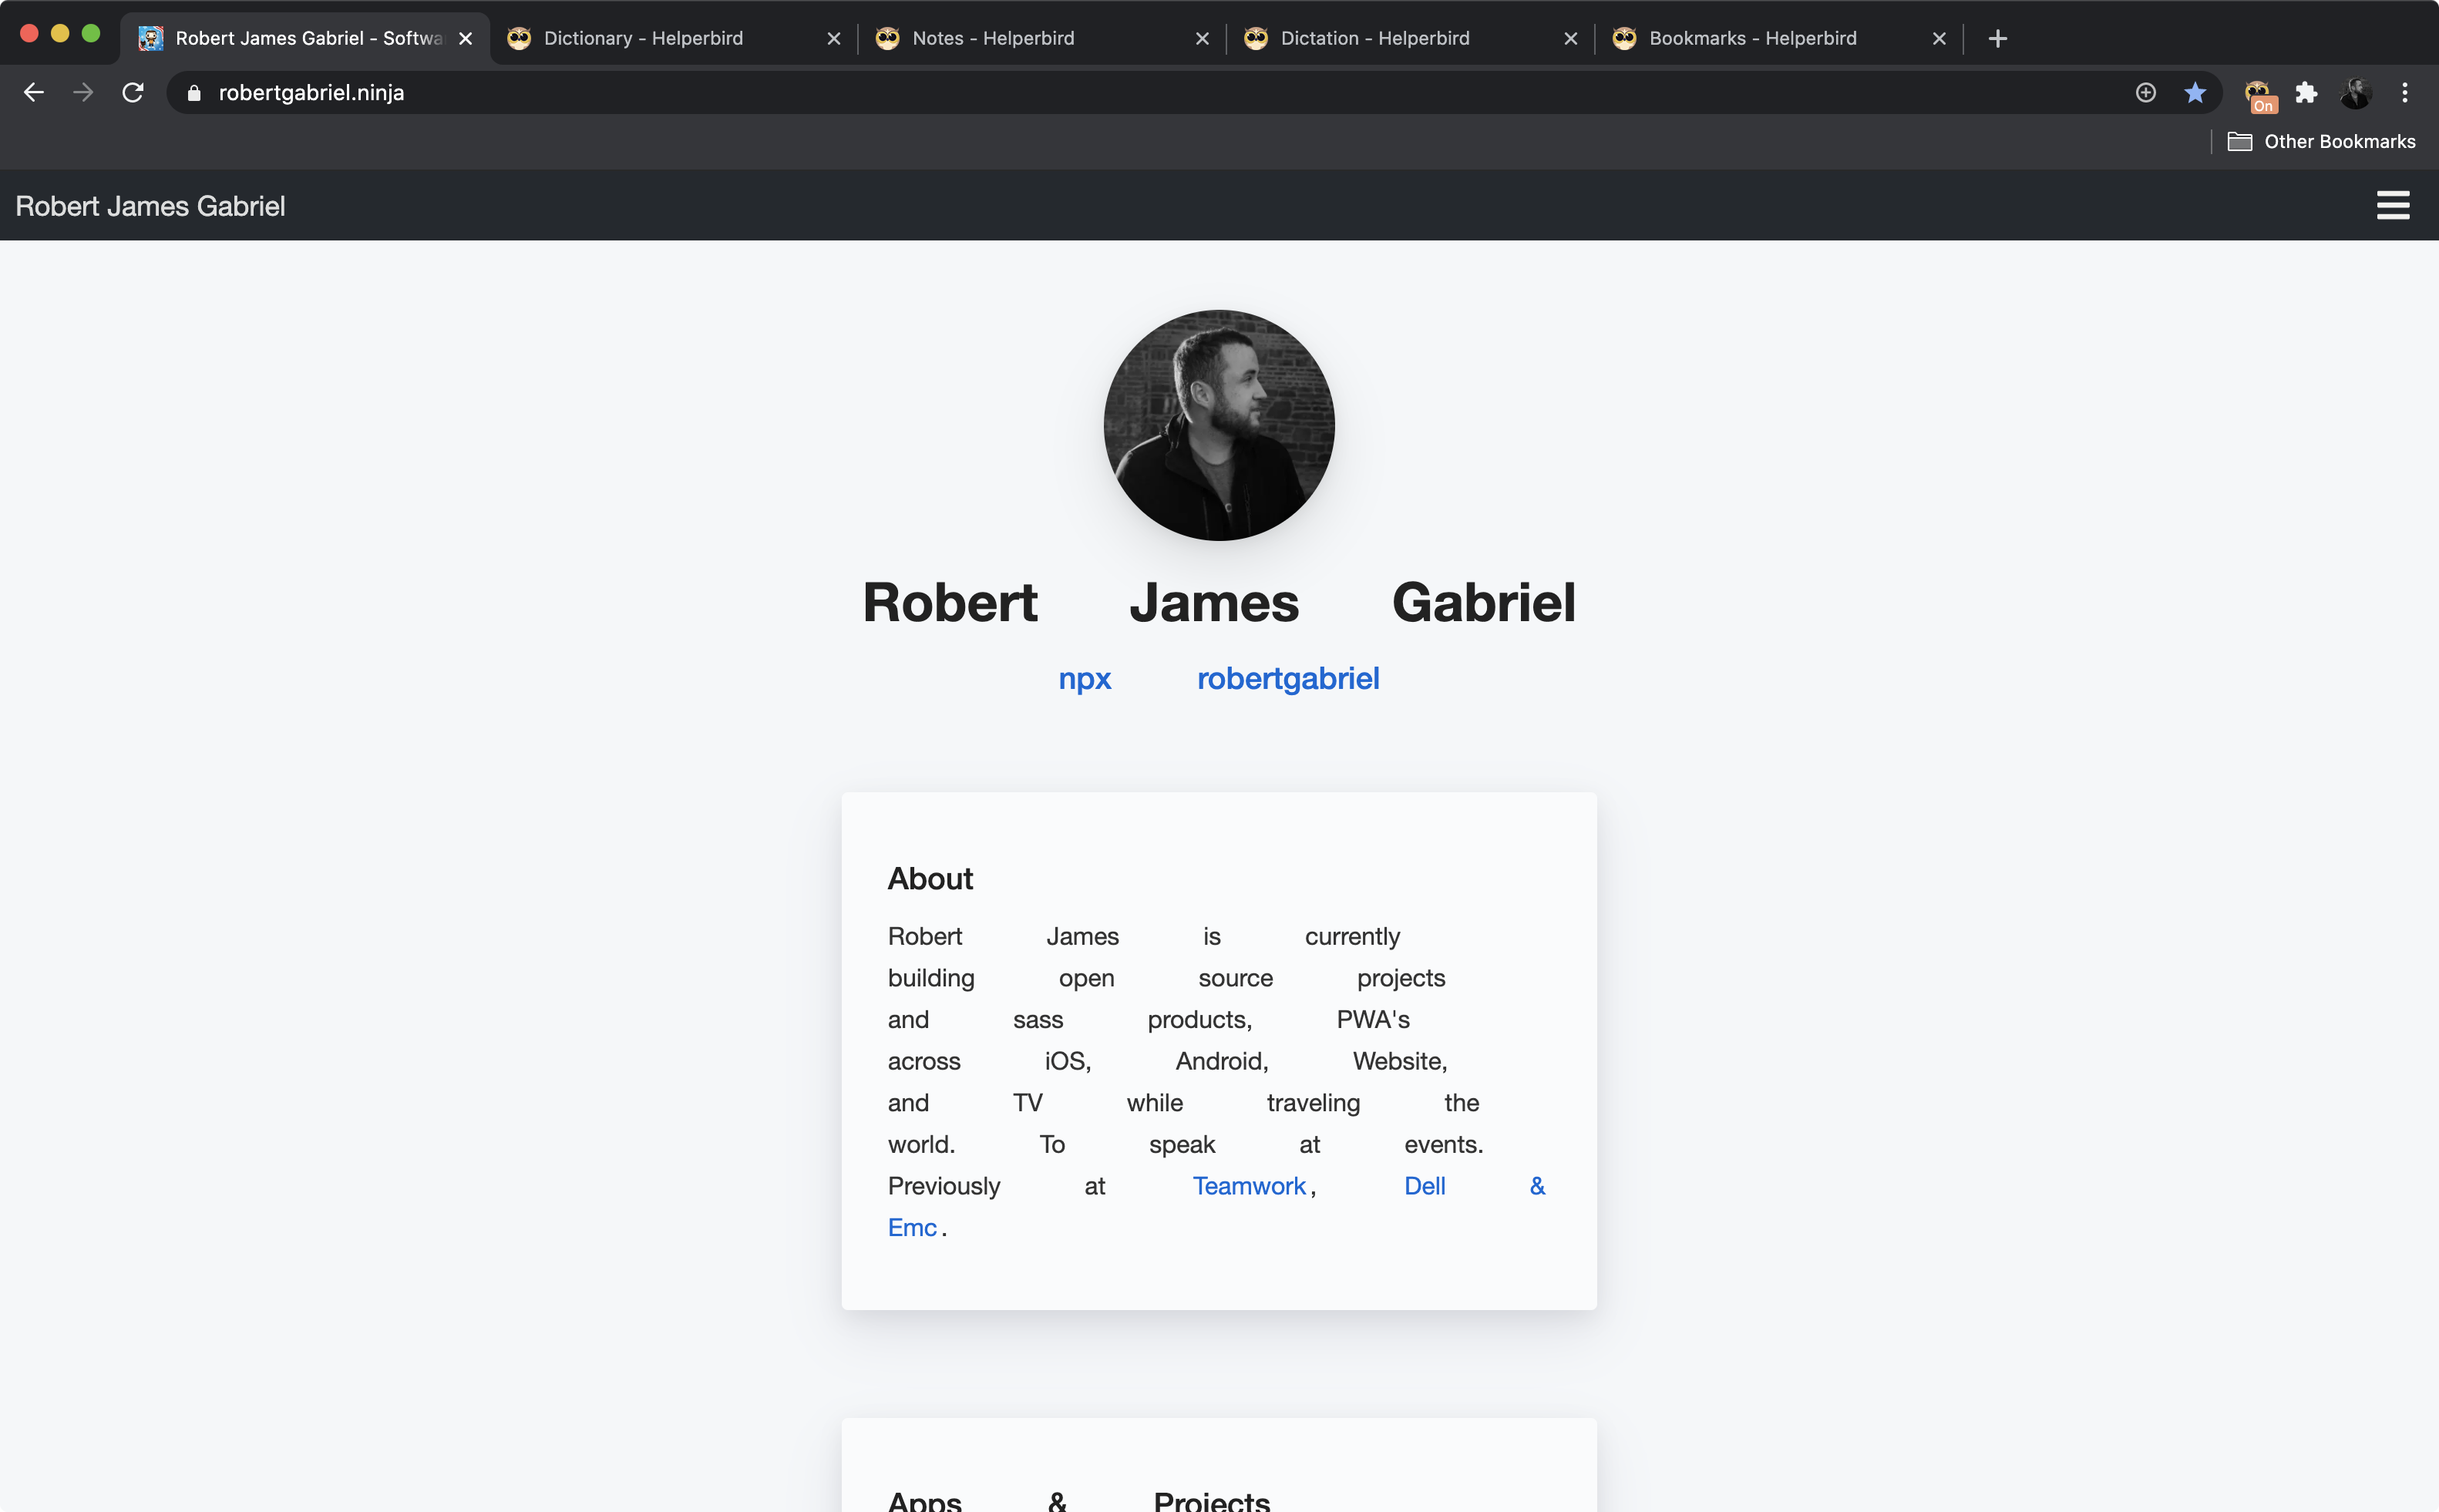 Robert James Gabriel - Softwa
Dictionary - Helperbird
Notes - Helperbird
Dictation - Helperbird
Bookmarks - Helperbird
robertgabriel.ninja
On
Other Bookmarks
Robert James Gabriel
Robert James Gabriel
npx robertgabriel
About
Robert James is currently
building open source projects
and sass products, PWA's
across iOS, Android, Website,
and TV while traveling the
world. To speak at events.
Previously at Teamwork, Dell &
Emc.
Apps & Projects